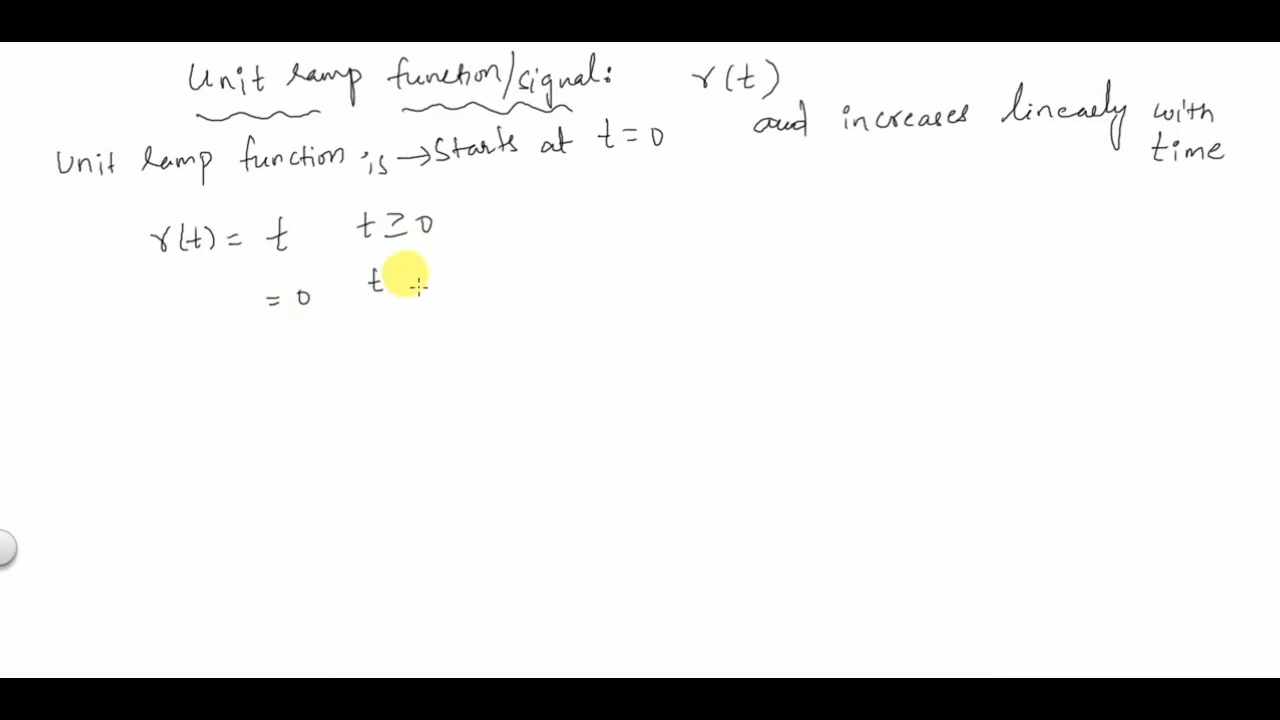 Unit ramp function/signal: r(t)
Unit ramp function is → Starts at t=0 and increases linearly with time
r(t) = t t ≥ 0
= 0 t